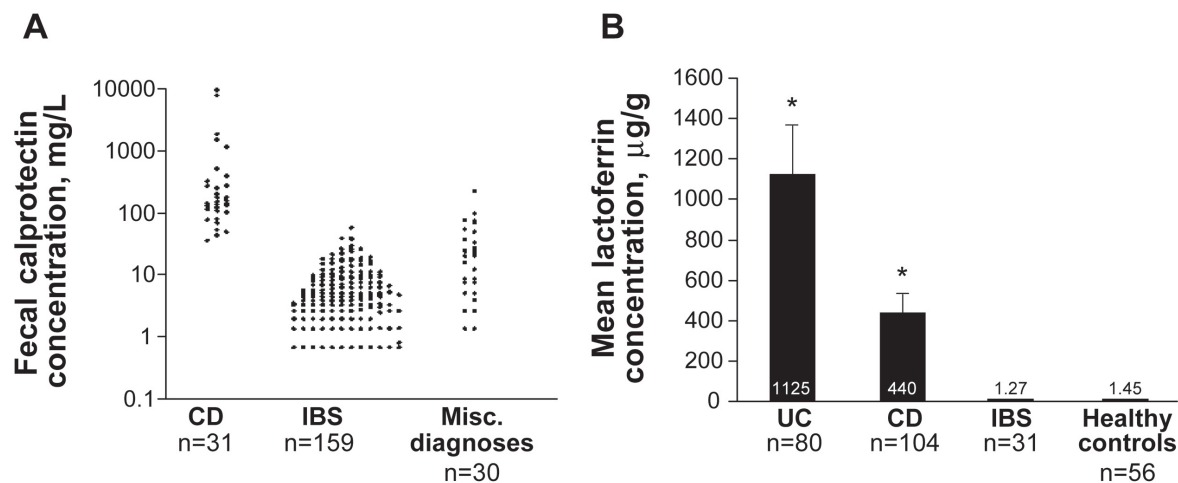 A
Fecal calprotectin
concentration, mg/L
10000
1000
100
10
1
0.1
CD
n=31
IBS
n=159
Misc.
diagnoses
n=30
B
Mean lactoferrin
concentration, μg/g
1600
1400
1200
1000
800
600
400
200
0
*
*
1125
440
1.27
1.45
UC
n=80
CD
n=104
IBS
n=31
Healthy
controls
n=56